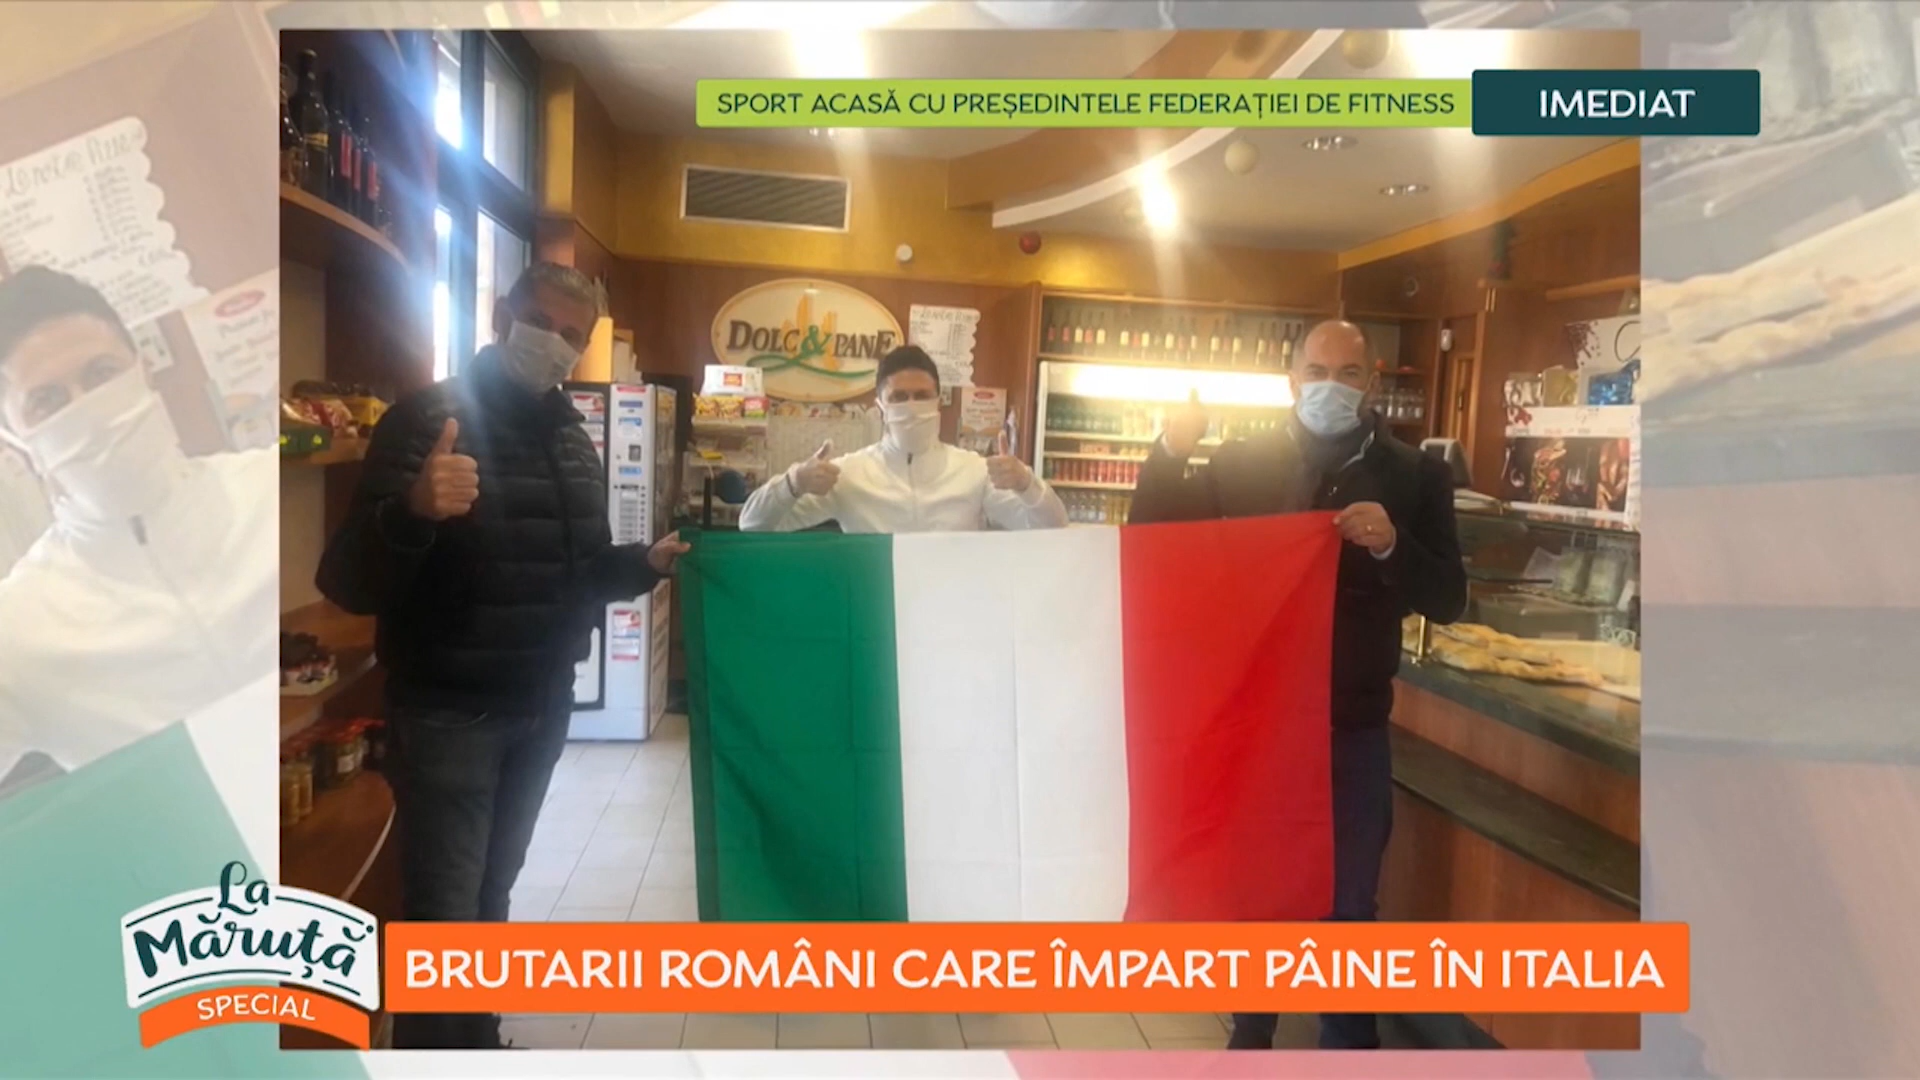 SPORT ACASĂ CU PREȘEDINTELE FEDERAȚIEI DE FITNESS
IMEDIAT
DOLC& PANE
La
Măruță
SPECIAL
BRUTARII ROMÂNI CARE ÎMPART PÂINE ÎN ITALIA